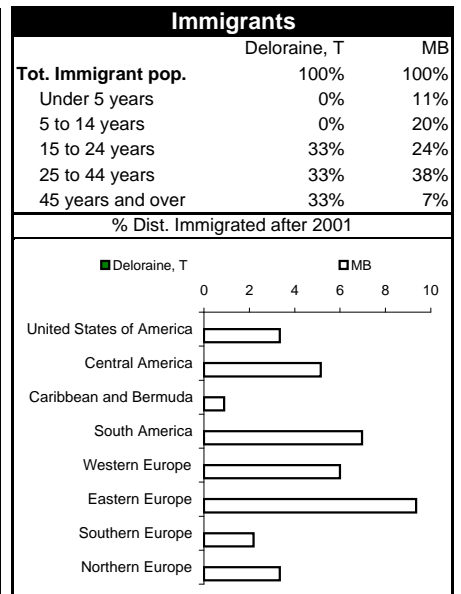 Immigrants
Deloraine, T MB
Tot. Immigrant pop. 100% 100%
Under 5 years 0% 11%
5 to 14 years 0% 20%
15 to 24 years 33% 24%
25 to 44 years 33% 38%
45 years and over 33% 7%
% Dist. Immigrated after 2001
Deloraine, T MB
0 2 4 6 8 10
United States of America
Central America
Caribbean and Bermuda
South America
Western Europe
Eastern Europe
Southern Europe
Northern Europe